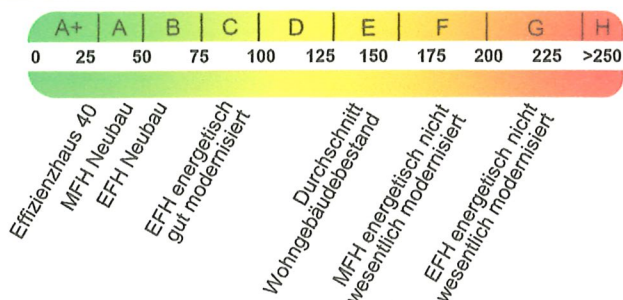 A+ A B C D E F G H
0 25 50 75 100 125 150 175 200 225 >250
Effizienzhaus 40
MFH Neubau
EFH Neubau
EFH energetisch
gut modernisiert
Durchschnitt
Wohngebäudebestand
MFH energetisch nicht
wesentlich modernisiert
EFH energetisch nicht
wesentlich modernisiert